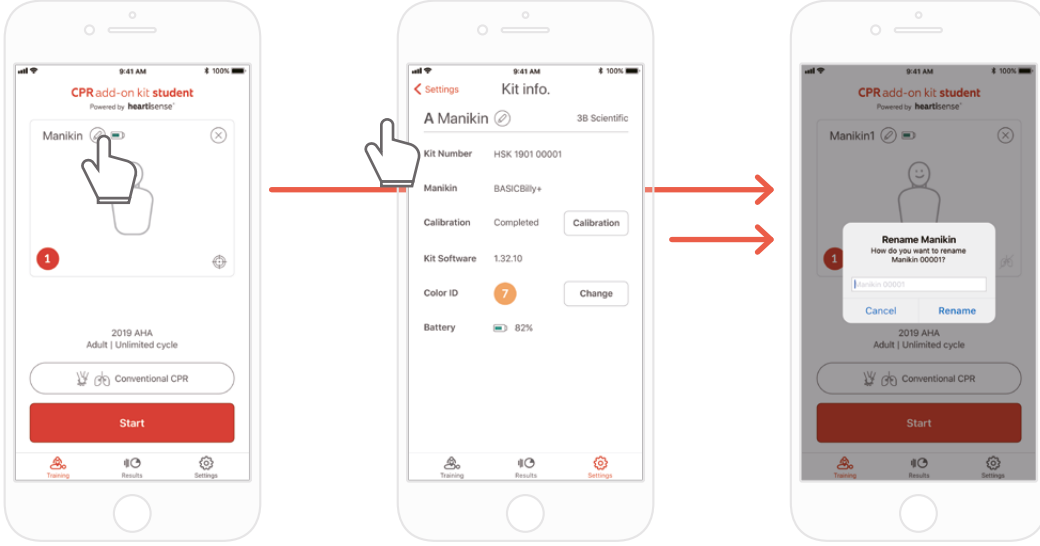 9:41 AM
100%
CPR add-on kit student
Powered by heartisense
Manikin
1
2019 AHA
Adult | Unlimited cycle
Conventional CPR
Start
Training
Results
Settings
9:41 AM
100%
Settings
Kit info.
A Manikin
3B Scientific
Kit Number HSK 1901 00001
Manikin BASICBilly+
Calibration Completed Calibration
Kit Software 1.32.10
Color ID 7 Change
Battery 82%
Training
Results
Settings
9:41 AM
100%
CPR add-on kit student
Powered by heartisense
Manikin1
1
Rename Manikin
How do you want to rename
Manikin 00001?
Manikin 00001
Cancel Rename
2019 AHA
Adult | Unlimited cycle
Conventional CPR
Start
Training
Results
Settings